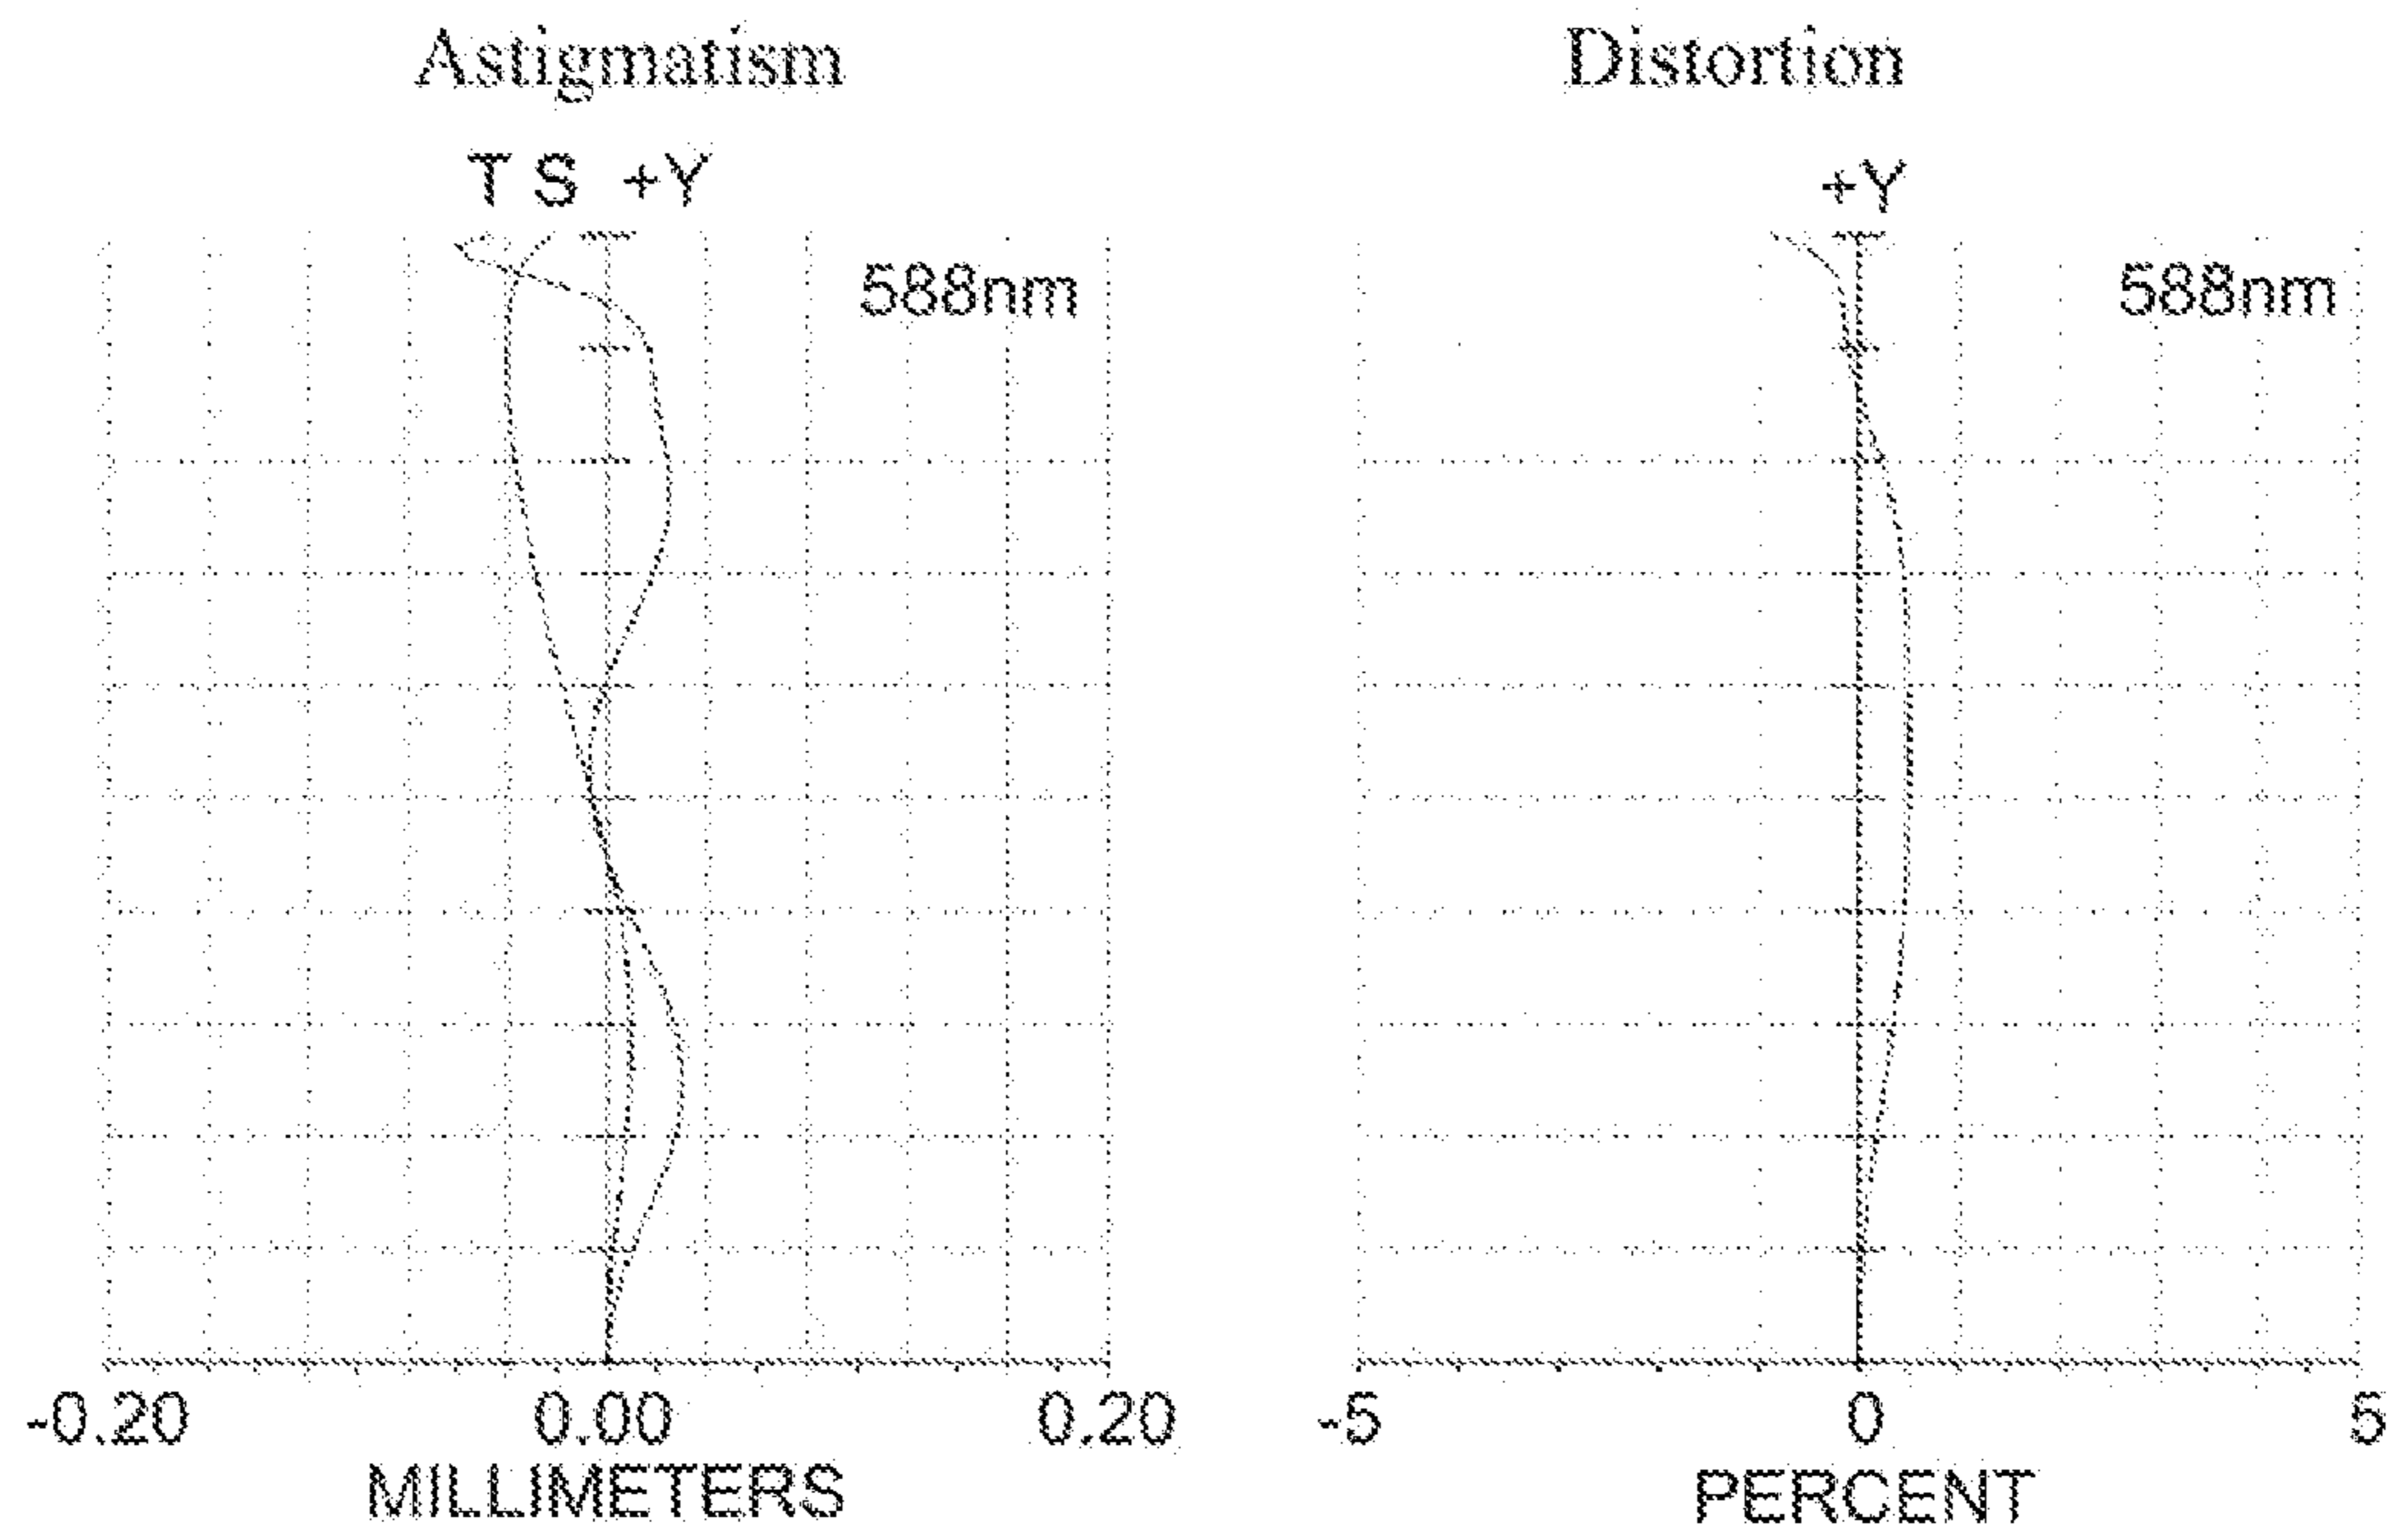 Astigmatism
T S +Y
588nm
-0.20 0.00 0.20
MILLIMETERS
Distortion
+Y
588nm
-5 0 5
PERCENT